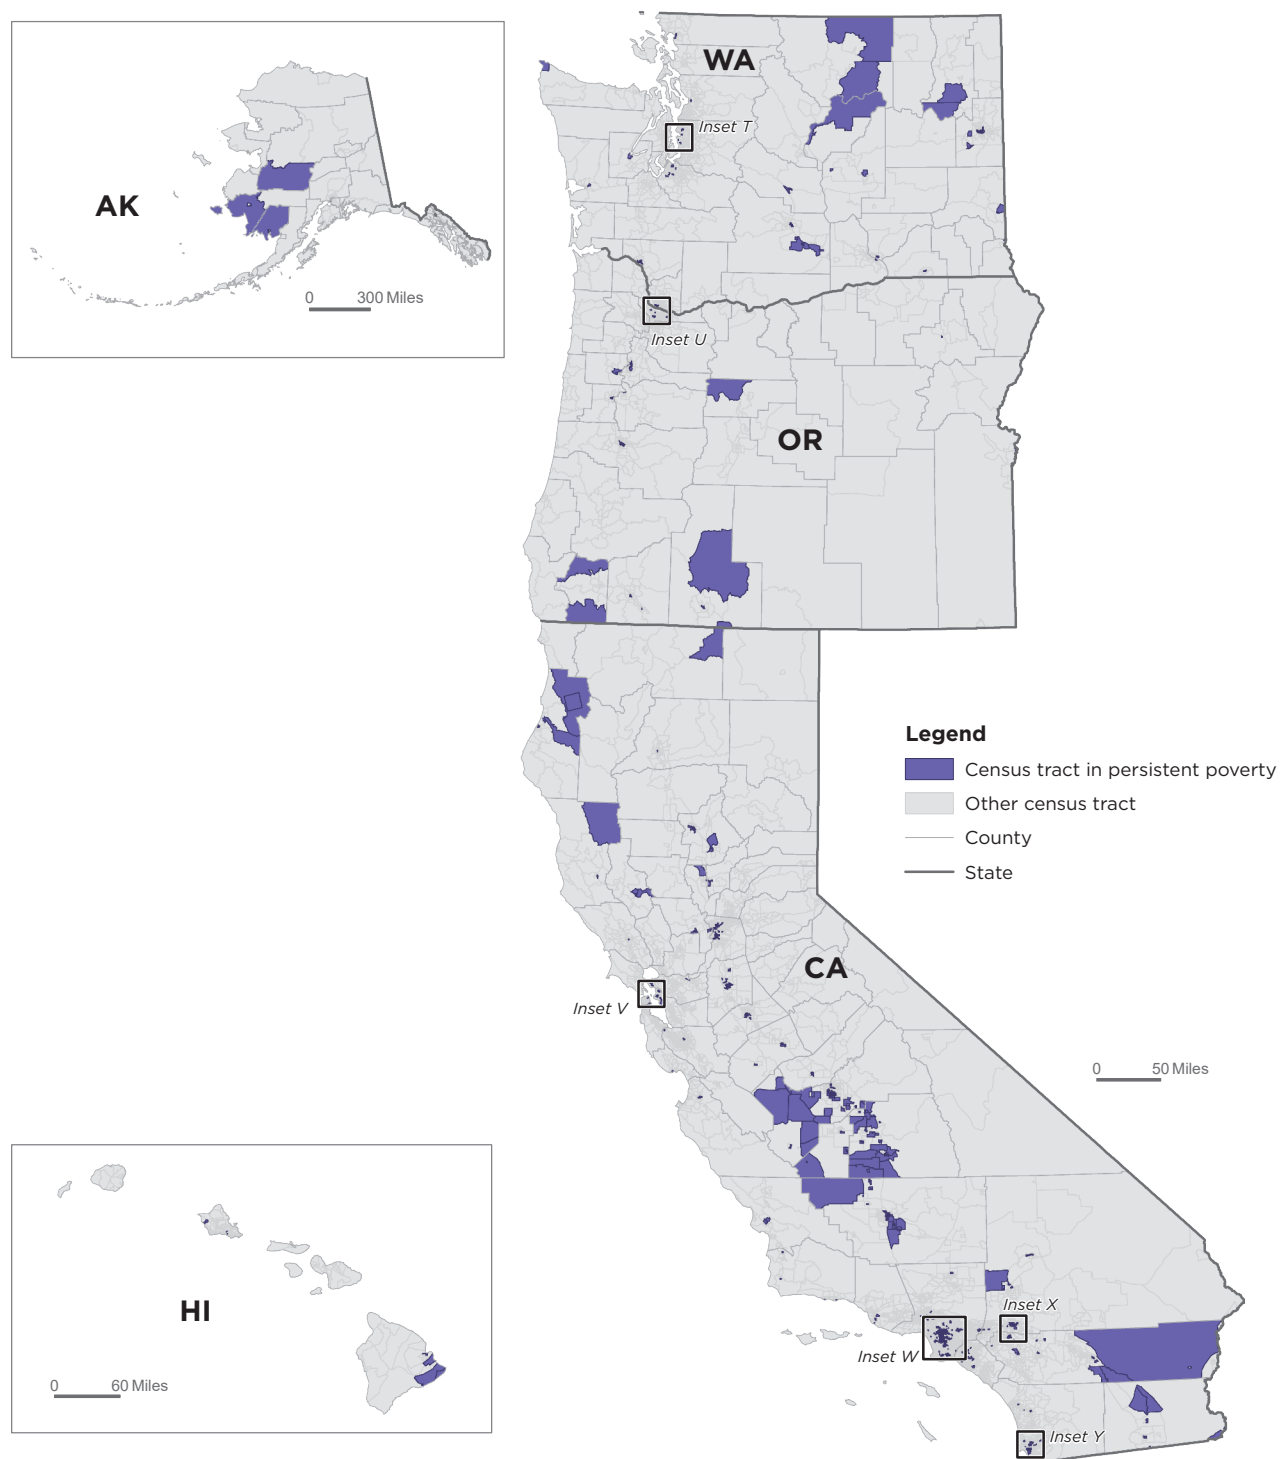 WA
Inset T
AK
0 300 Miles
Inset U
OR
Legend
Census tract in persistent poverty
Other census tract
County
State
CA
Inset V
0 50 Miles
HI
0 60 Miles
Inset X
Inset W
Inset Y